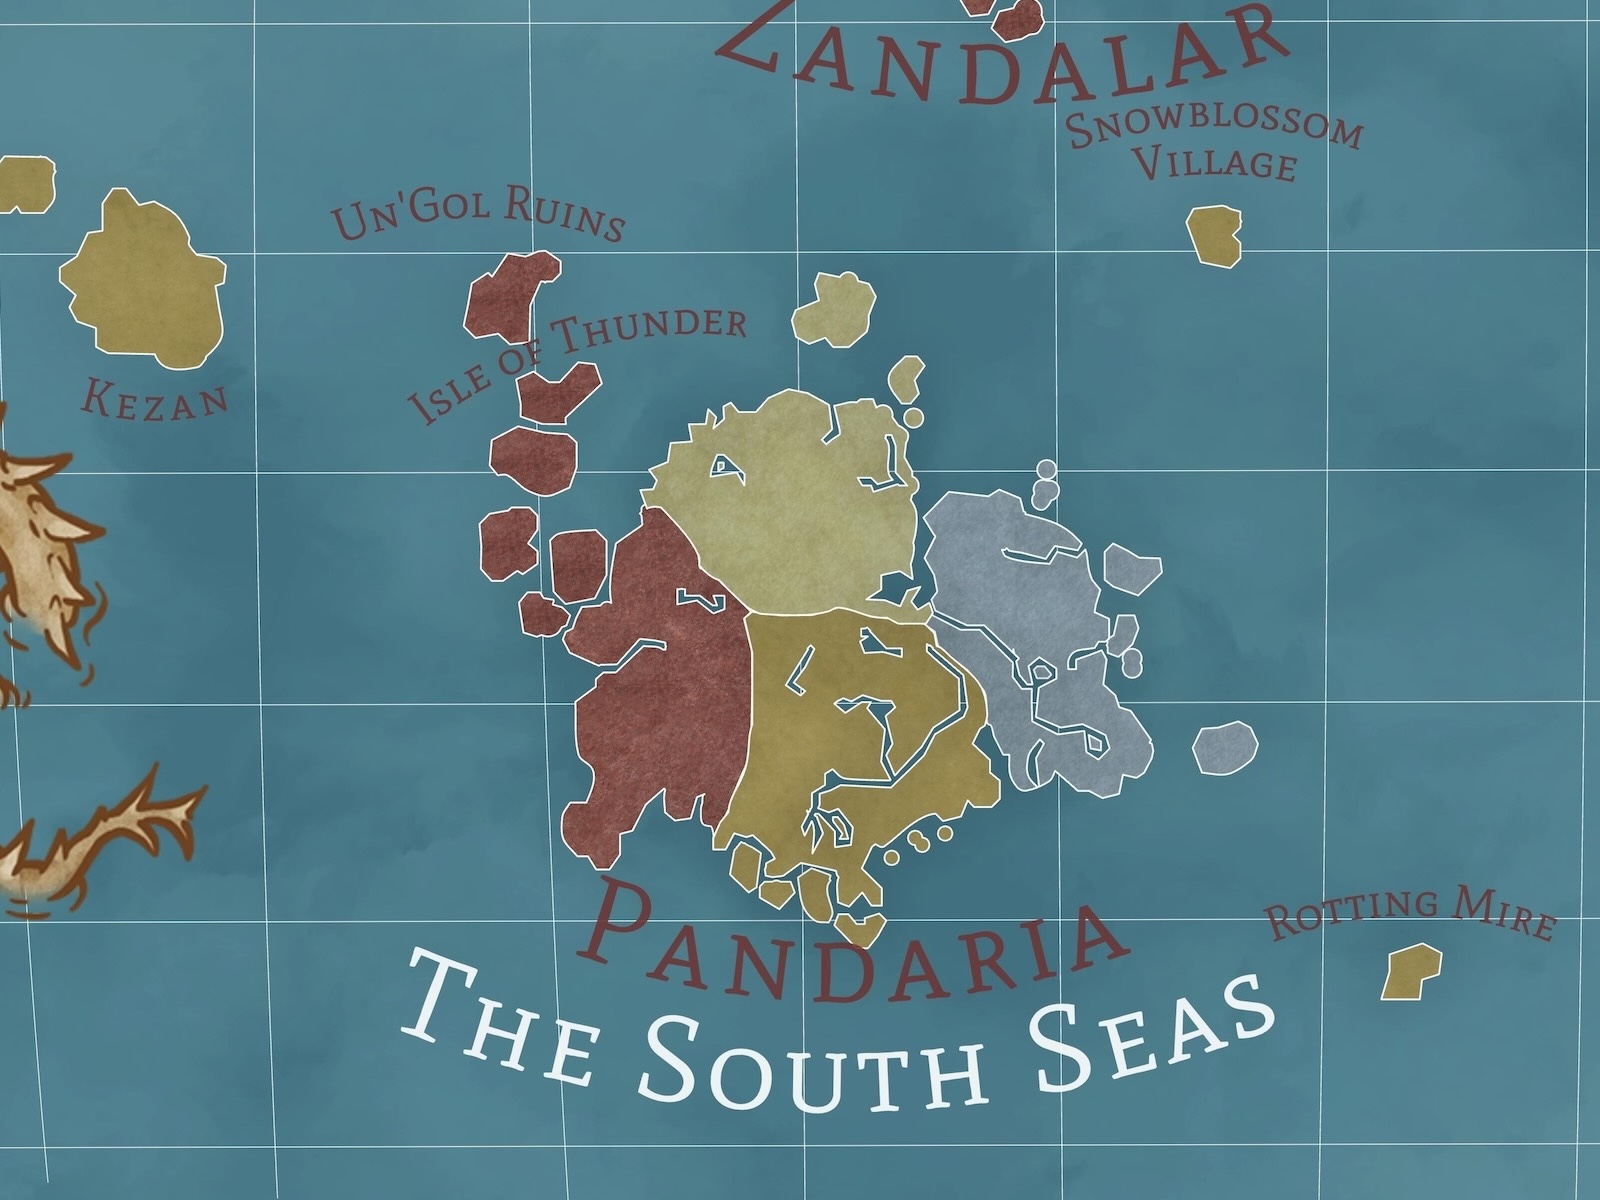 ZANDALAR
SNOWBLOSSOM
VILLAGE
UN'GOL RUINS
ISLE OF THUNDER
KEZAN
ROTTING MIRE
PANDARIA
THE SOUTH SEAS